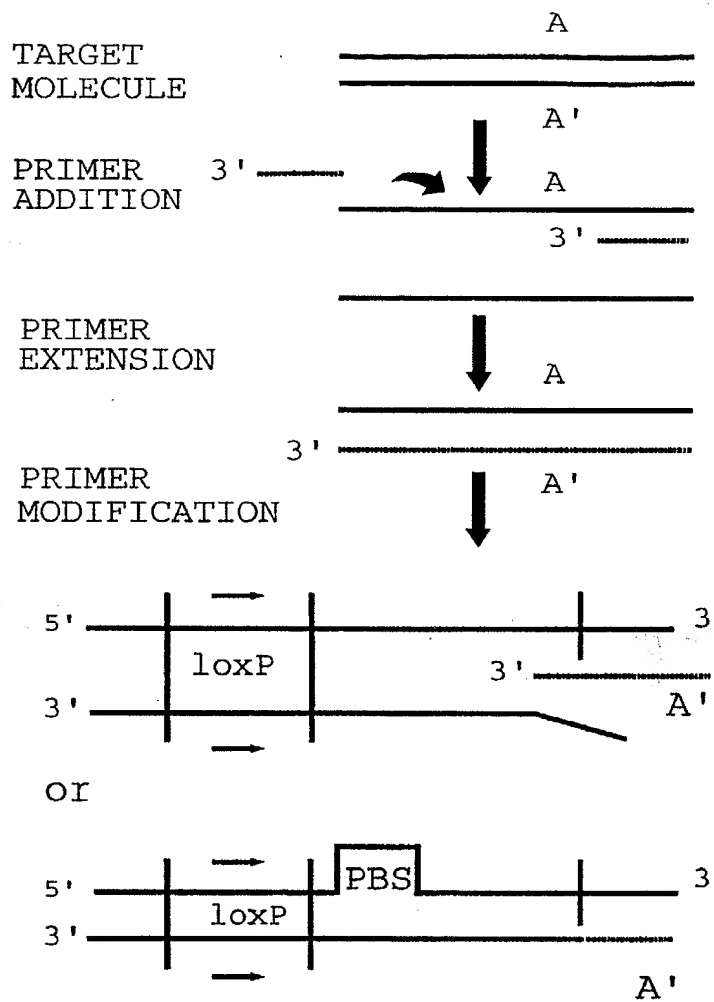 A
TARGET
MOLECULE
A'
PRIMER 3'
ADDITION
A
3'
PRIMER
EXTENSION
A
3'
PRIMER
MODIFICATION
A'
5' 3
loxP
3'
3'
A'
or
PBS
5' 3
loxP
3'
A'